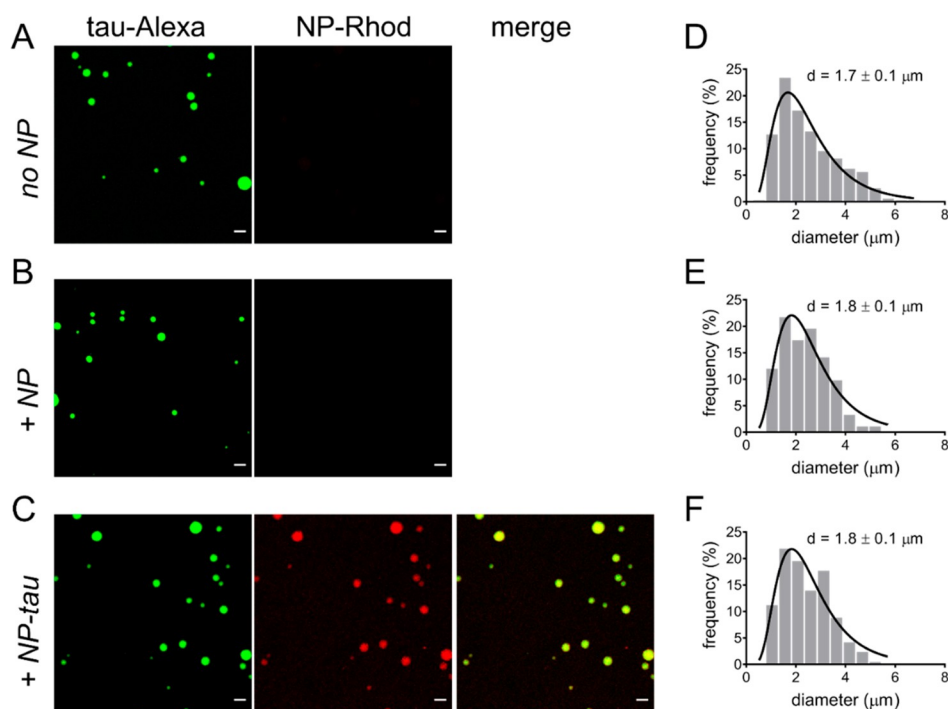 tau-Alexa NP-Rhod merge
A
no NP
B
+ NP
C
+ NP-tau
D
d = 1.7 ± 0.1 μm
frequency (%)
25
20
15
10
5
0
0 2 4 6 8
diameter (μm)
E
d = 1.8 ± 0.1 μm
frequency (%)
25
20
15
10
5
0
0 2 4 6 8
diameter (μm)
F
d = 1.8 ± 0.1 μm
frequency (%)
25
20
15
10
5
0
0 2 4 6 8
diameter (μm)